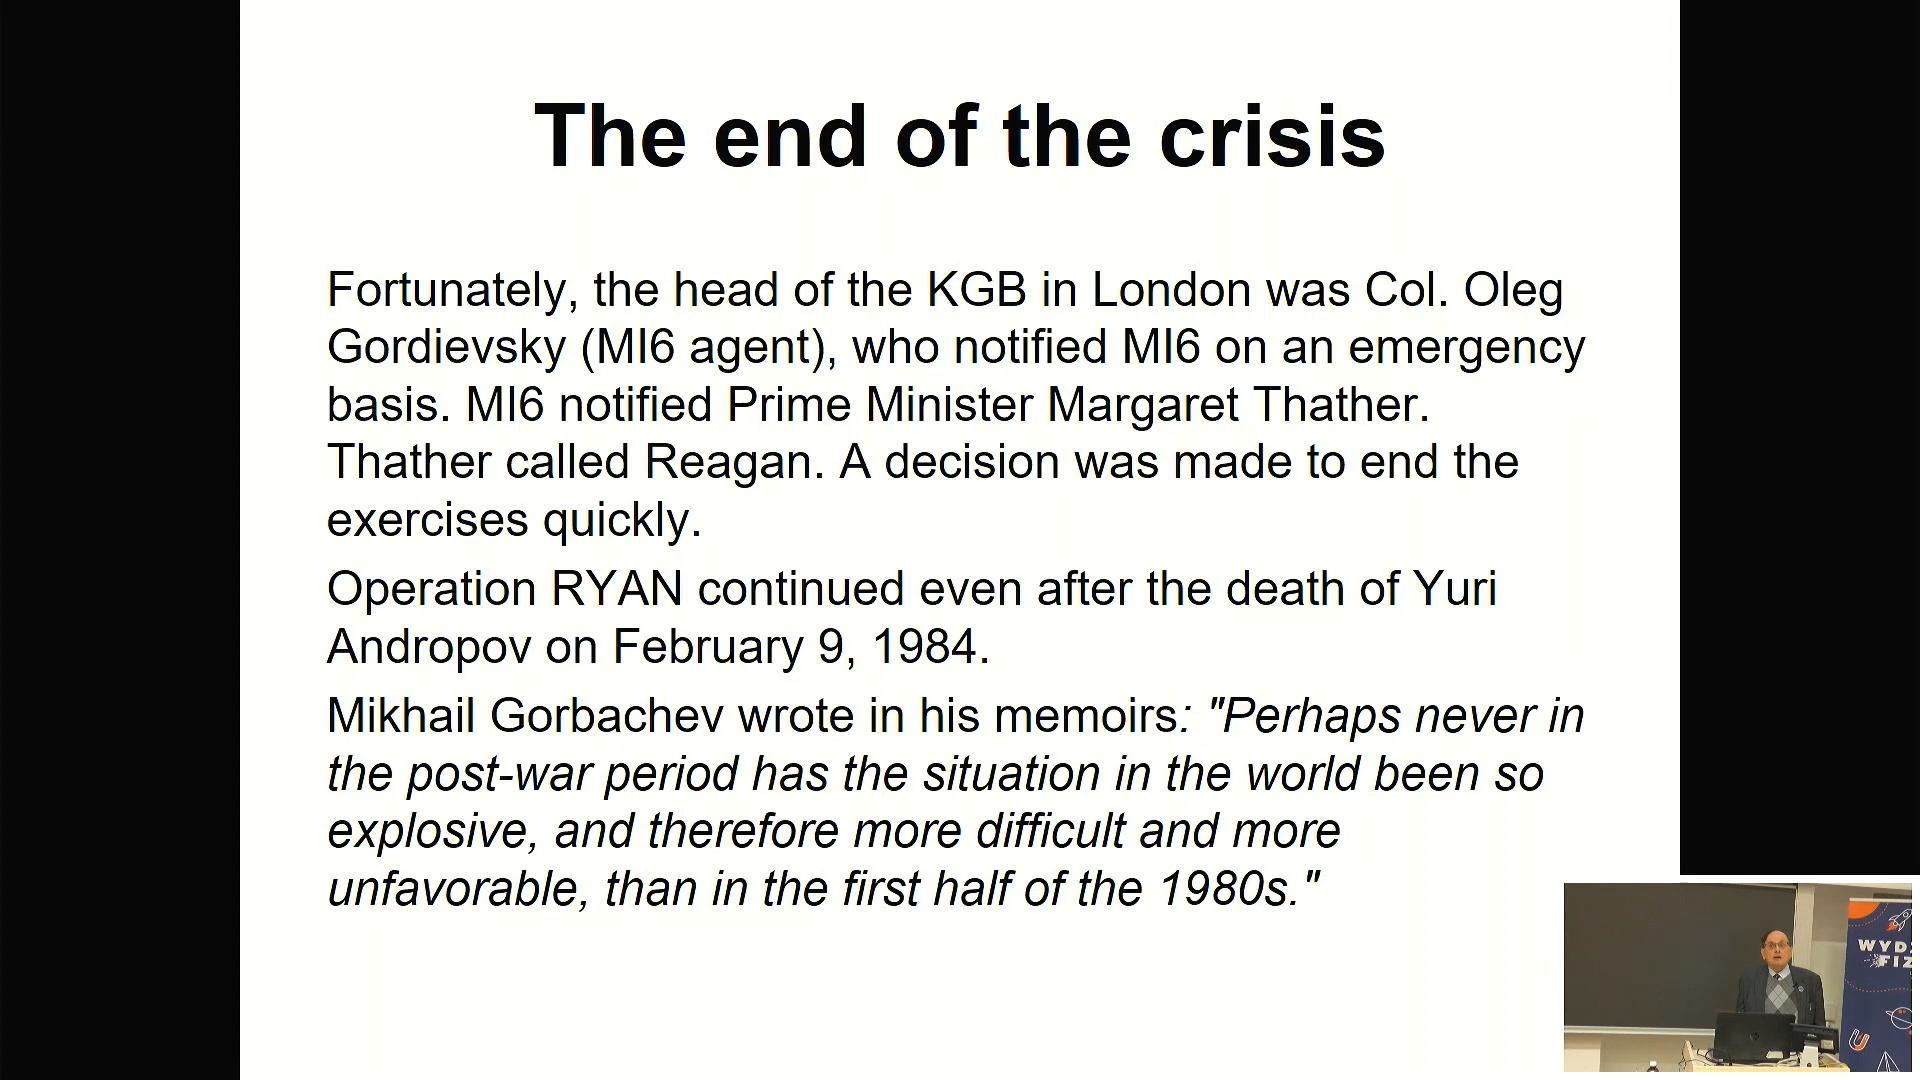 The end of the crisis
Fortunately, the head of the KGB in London was Col. Oleg
Gordievsky (MI6 agent), who notified MI6 on an emergency
basis. MI6 notified Prime Minister Margaret Thather.
Thather called Reagan. A decision was made to end the
exercises quickly.
Operation RYAN continued even after the death of Yuri
Andropov on February 9, 1984.
Mikhail Gorbachev wrote in his memoirs: "Perhaps never in
the post-war period has the situation in the world been so
explosive, and therefore more difficult and more
unfavorable, than in the first half of the 1980s."
WYDZ
FIZ